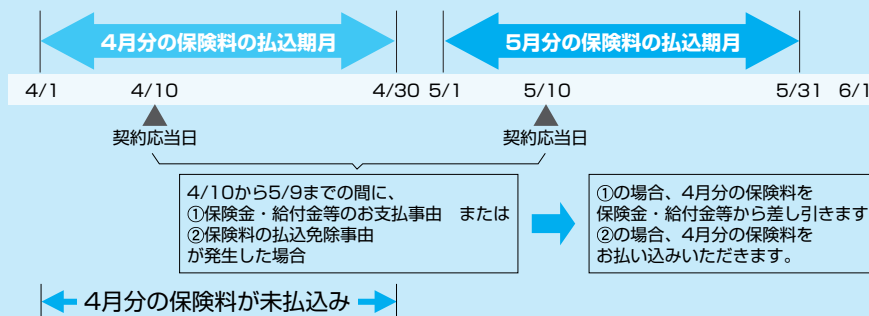 4月分の保険料の払込期月 5月分の保険料の払込期月
4/1 4/10 4/30 5/1 5/10 5/31 6/1
契約応当日 契約応当日
4/10から5/9までの間に、
①保険金・給付金等のお支払事由 または
②保険料の払込免除事由
が発生した場合
①の場合、4月分の保険料を
保険金・給付金等から差し引きます
②の場合、4月分の保険料を
お払い込みいただきます。
4月分の保険料が未払込み